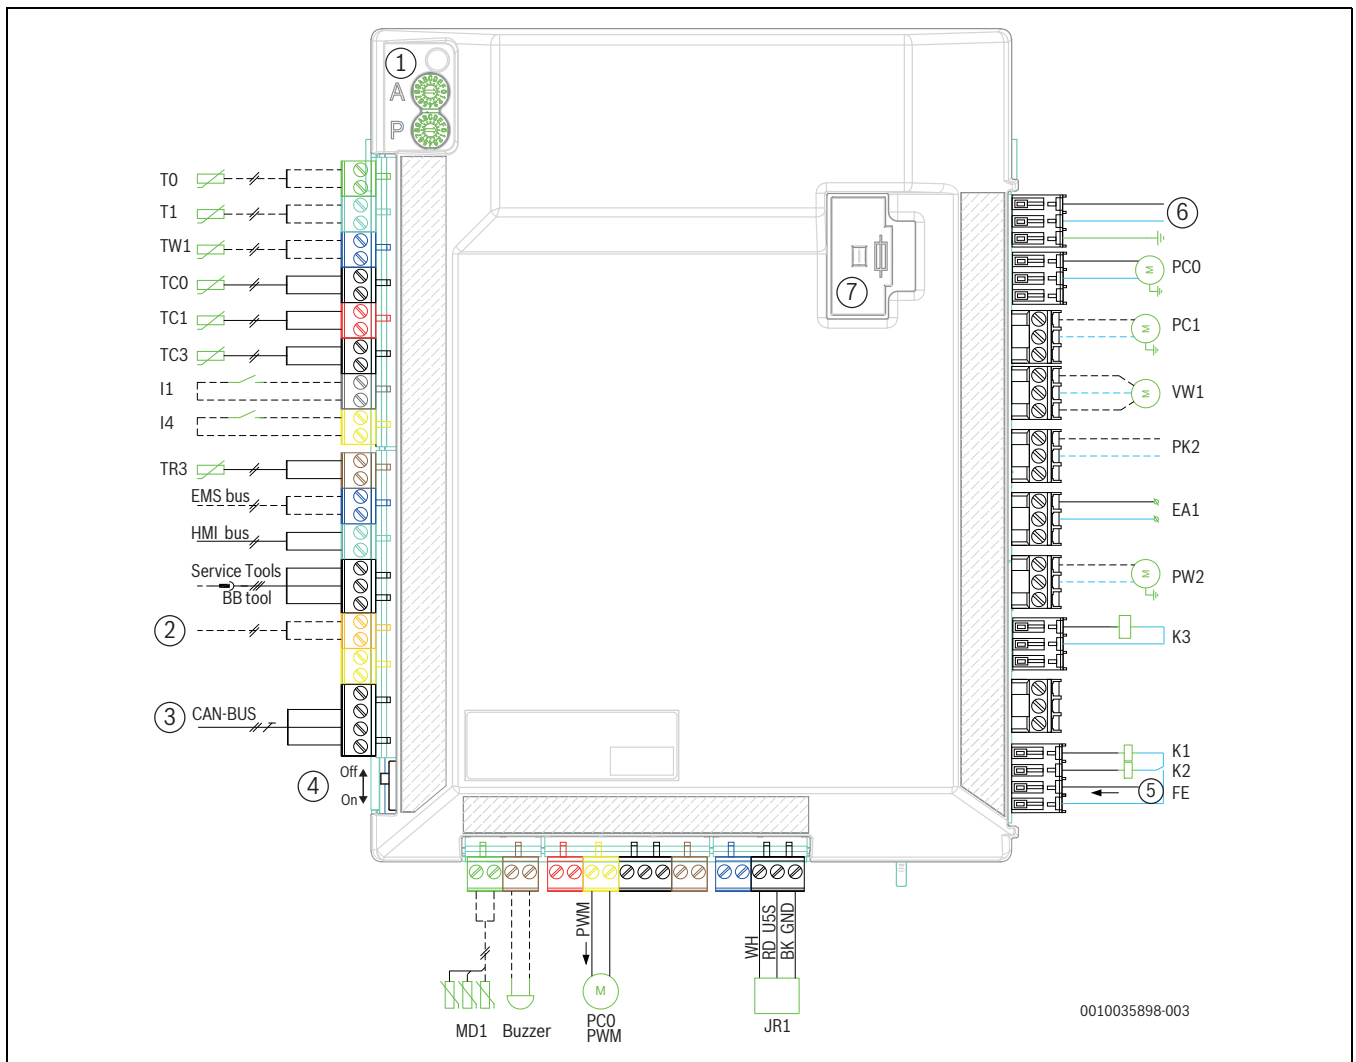 1
A
P
T0
T1
TW1
TC0
TC1
TC3
I1
I4
TR3
EMS bus
HMI bus
Service Tools
BB tool
2
3 CAN-BUS
4 Off
On
6
PC0
M
PC1
M
VW1
M
PK2
EA1
PW2
M
K3
K1
K2
5 FE
7
MD1
Buzzer
PWM
M
PC0
PWM
WH
RD U5S
BK GND
JR1
0010035898-003